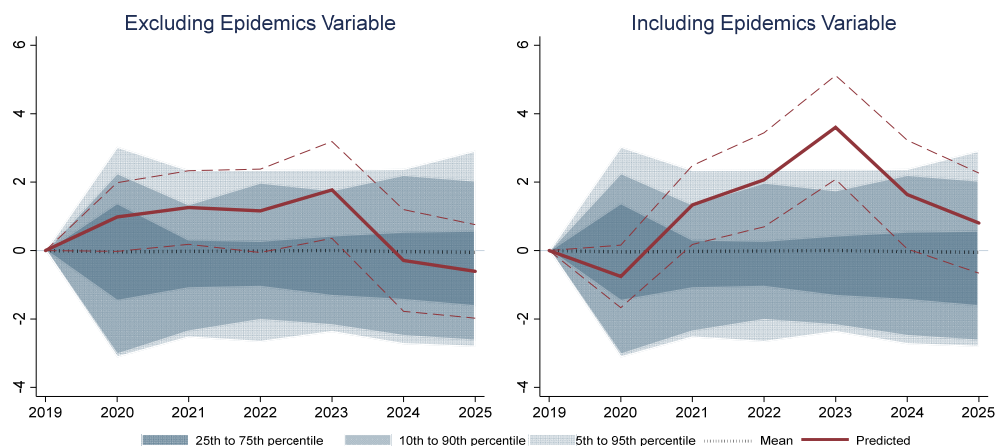 Excluding Epidemics Variable
6
4
2
0
-2
-4
2019 2020 2021 2022 2023 2024 2025
Including Epidemics Variable
6
4
2
0
-2
-4
2019 2020 2021 2022 2023 2024 2025
25th to 75th percentile 10th to 90th percentile 5th to 95th percentile Mean Predicted